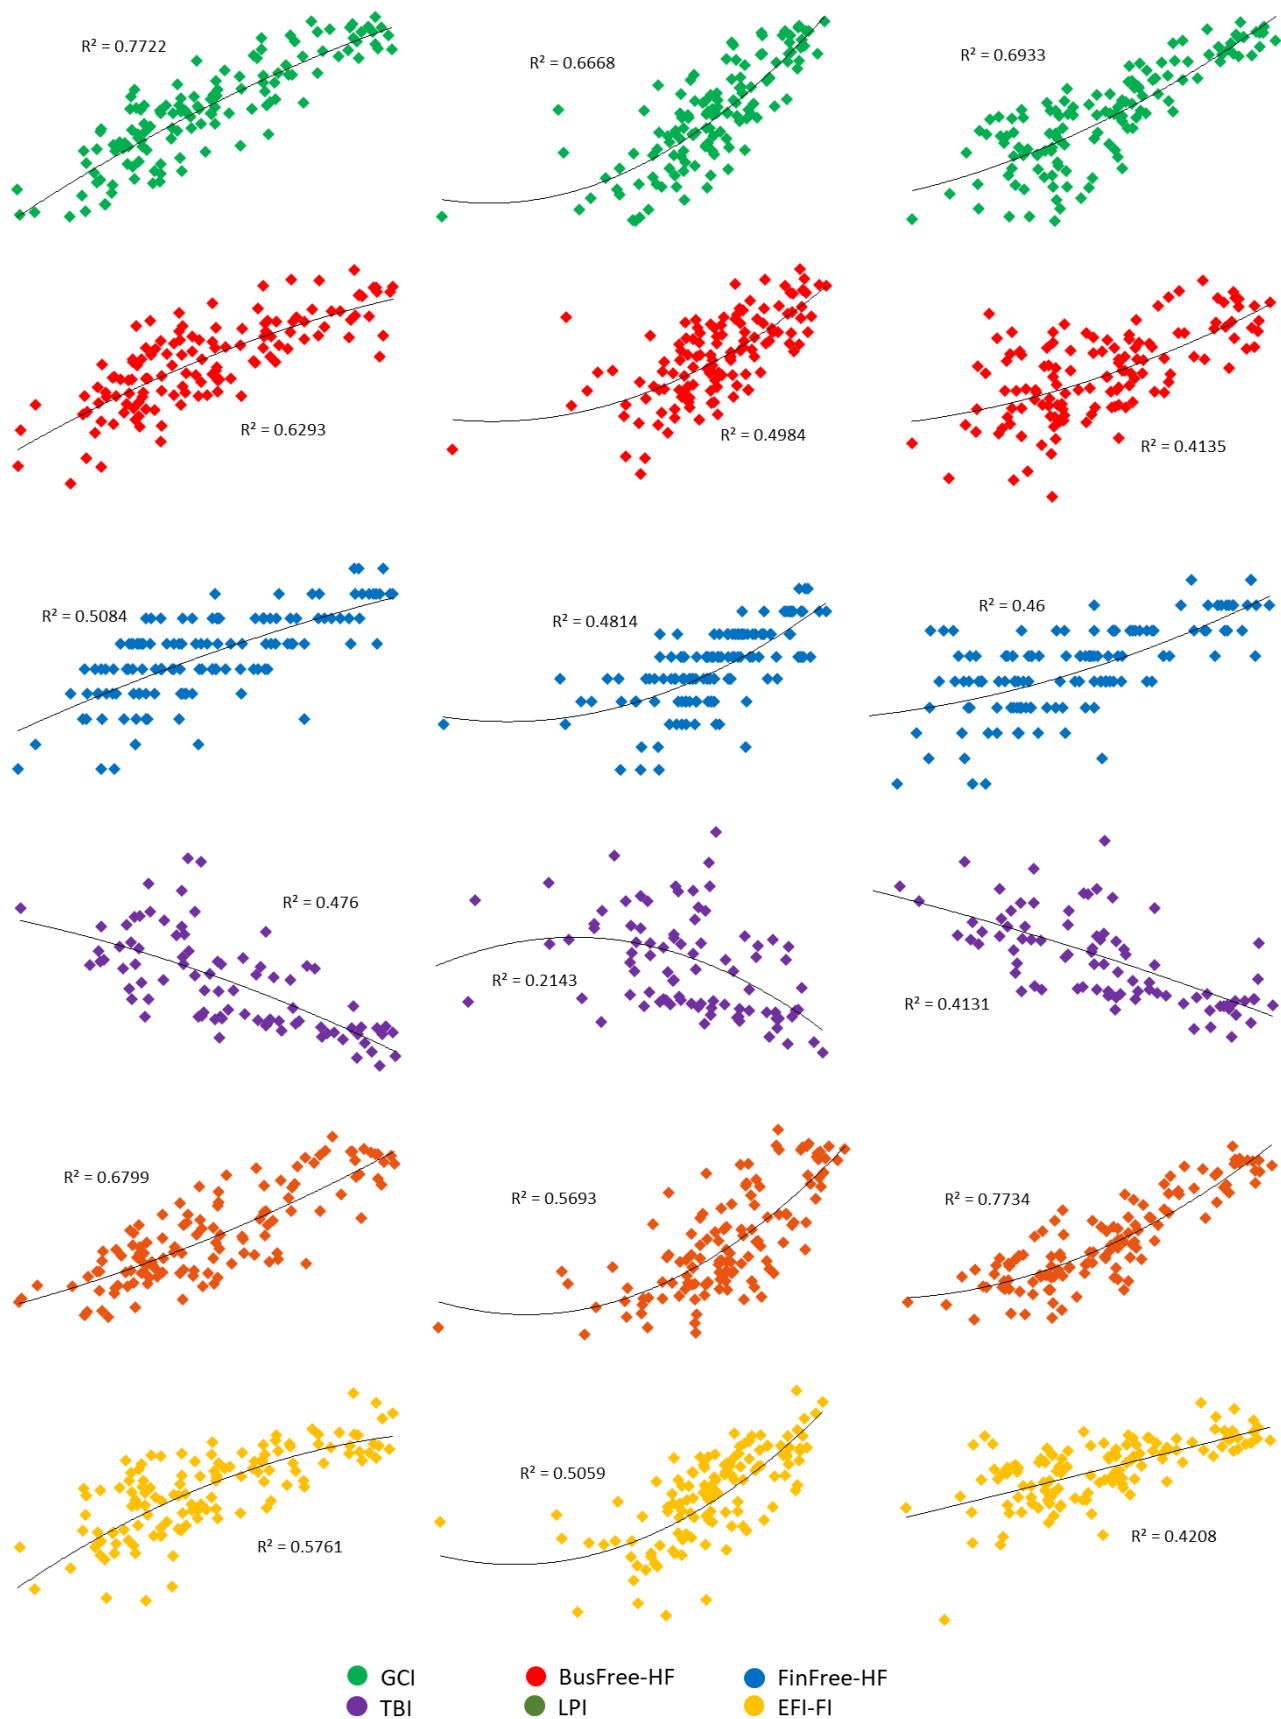 R² = 0.7722
R² = 0.6668
R² = 0.6933
R² = 0.6293
R² = 0.4984
R² = 0.4135
R² = 0.5084
R² = 0.4814
R² = 0.46
R² = 0.476
R² = 0.2143
R² = 0.4131
R² = 0.6799
R² = 0.5693
R² = 0.7734
R² = 0.5761
R² = 0.5059
R² = 0.4208
GCI BusFree-HF FinFree-HF
TBI LPI EFI-FI